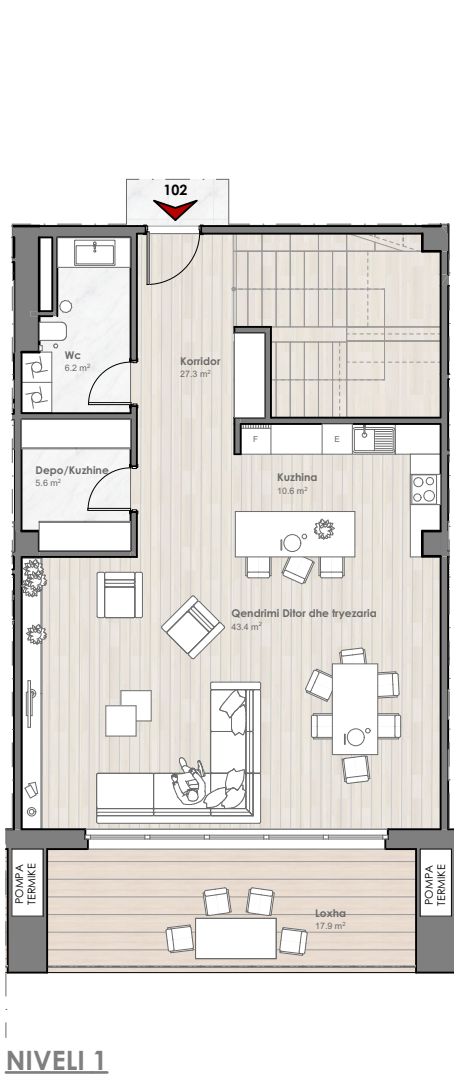 102
Wc
6.2 m²
Korridor
27.3 m²
F
E
Depo/Kuzhine
5.6 m²
Kuzhina
10.6 m²
Qendrimi Ditor dhe tryezaria
43.4 m²
POMPA
TERMIKE
POMPA
TERMIKE
Loxha
17.9 m²
NIVELI 1